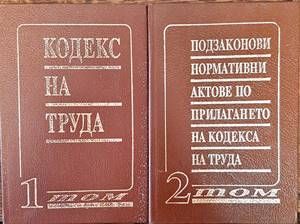 КОДЕКС
НА
ТРУДА
1 том
ПОДЗАКОНОВИ
НОРМАТИВНИ
АКТОВЕ ПО
ПРИЛАГАНЕТО
НА КОДЕКСА
НА ТРУДА
2 том